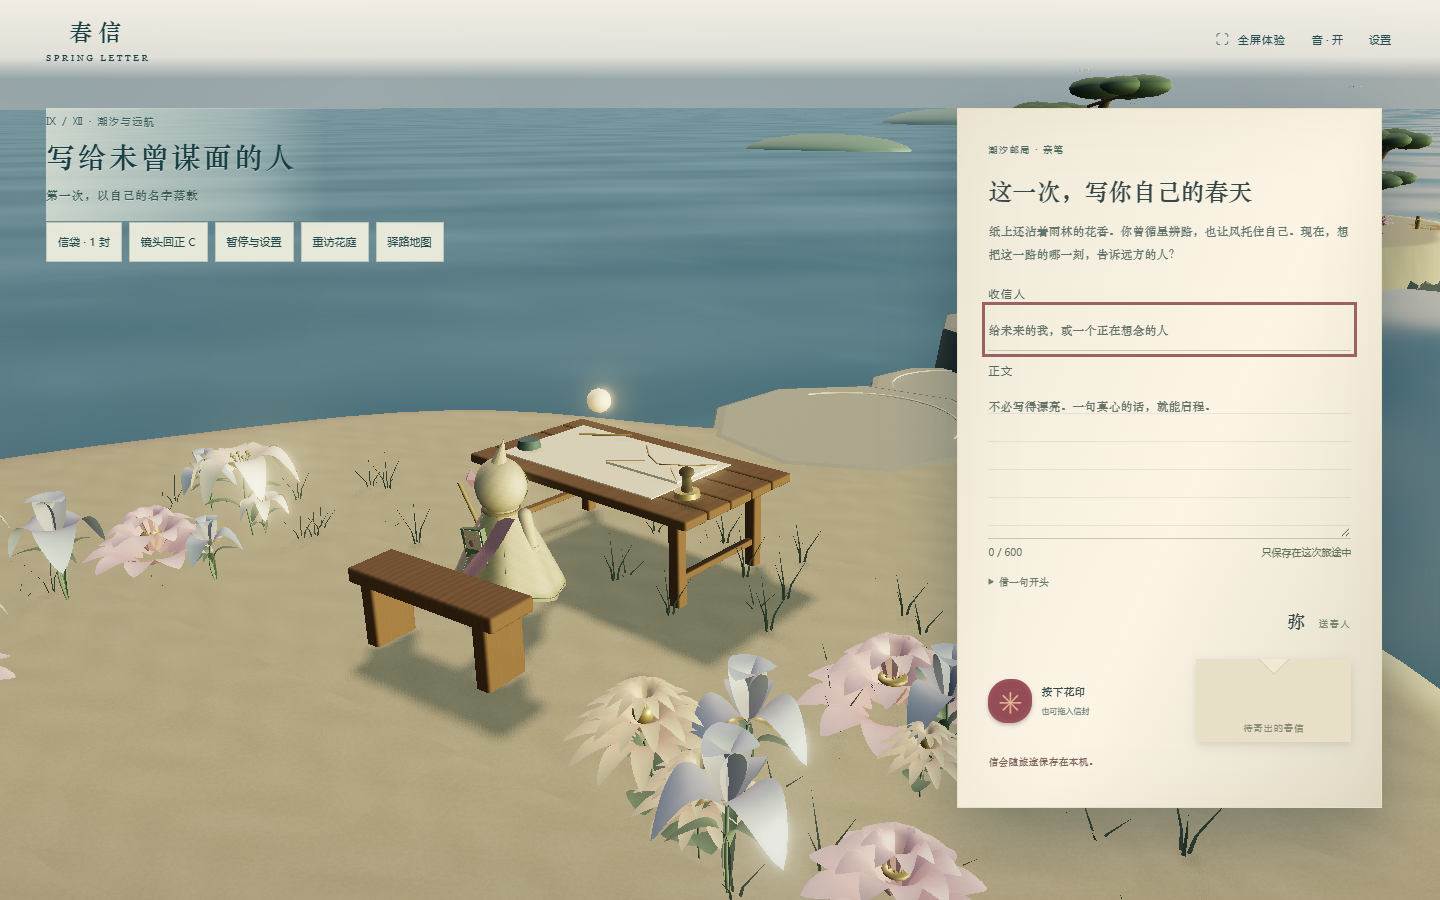 春信
SPRING LETTER
全屏体验
音·开
设置
Ⅸ / Ⅻ · 潮汐与远航
写给未曾谋面的人
第一次，以自己的名字落款
信袋 · 1 封
镜头回正 C
暂停与设置
重访花庭
驿路地图
潮汐邮局 · 亲笔
这一次，写你自己的春天
纸上还沾着雨林的花香。你曾循星辨路，也让风托住自己。现在，想
把这一路的哪一刻，告诉远方的人？
收信人
给未来的我，或一个正在想念的人
正文
不必写得漂亮。一句真心的话，就能启程。
0 / 600
只保存在这次旅途中
借一句开头
弥 送春人
按下花印
也可拖入信封
待寄出的春信
信会随旅途保存在本机。